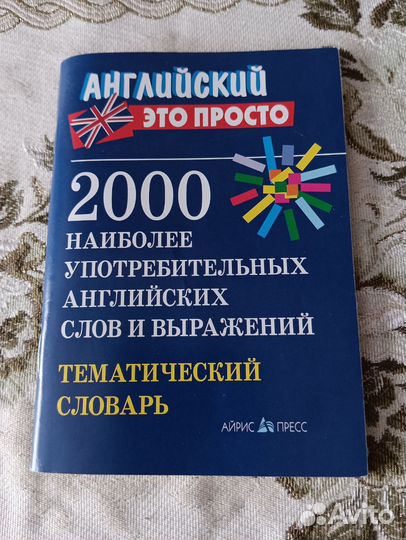 АНГЛИЙСКИЙ
ЭТО ПРОСТО
2000
НАИБОЛЕЕ
УПОТРЕБИТЕЛЬНЫХ
АНГЛИЙСКИХ
СЛОВ И ВЫРАЖЕНИЙ
ТЕМАТИЧЕСКИЙ
СЛОВАРЬ
АЙРИС ПРЕСС
Avito